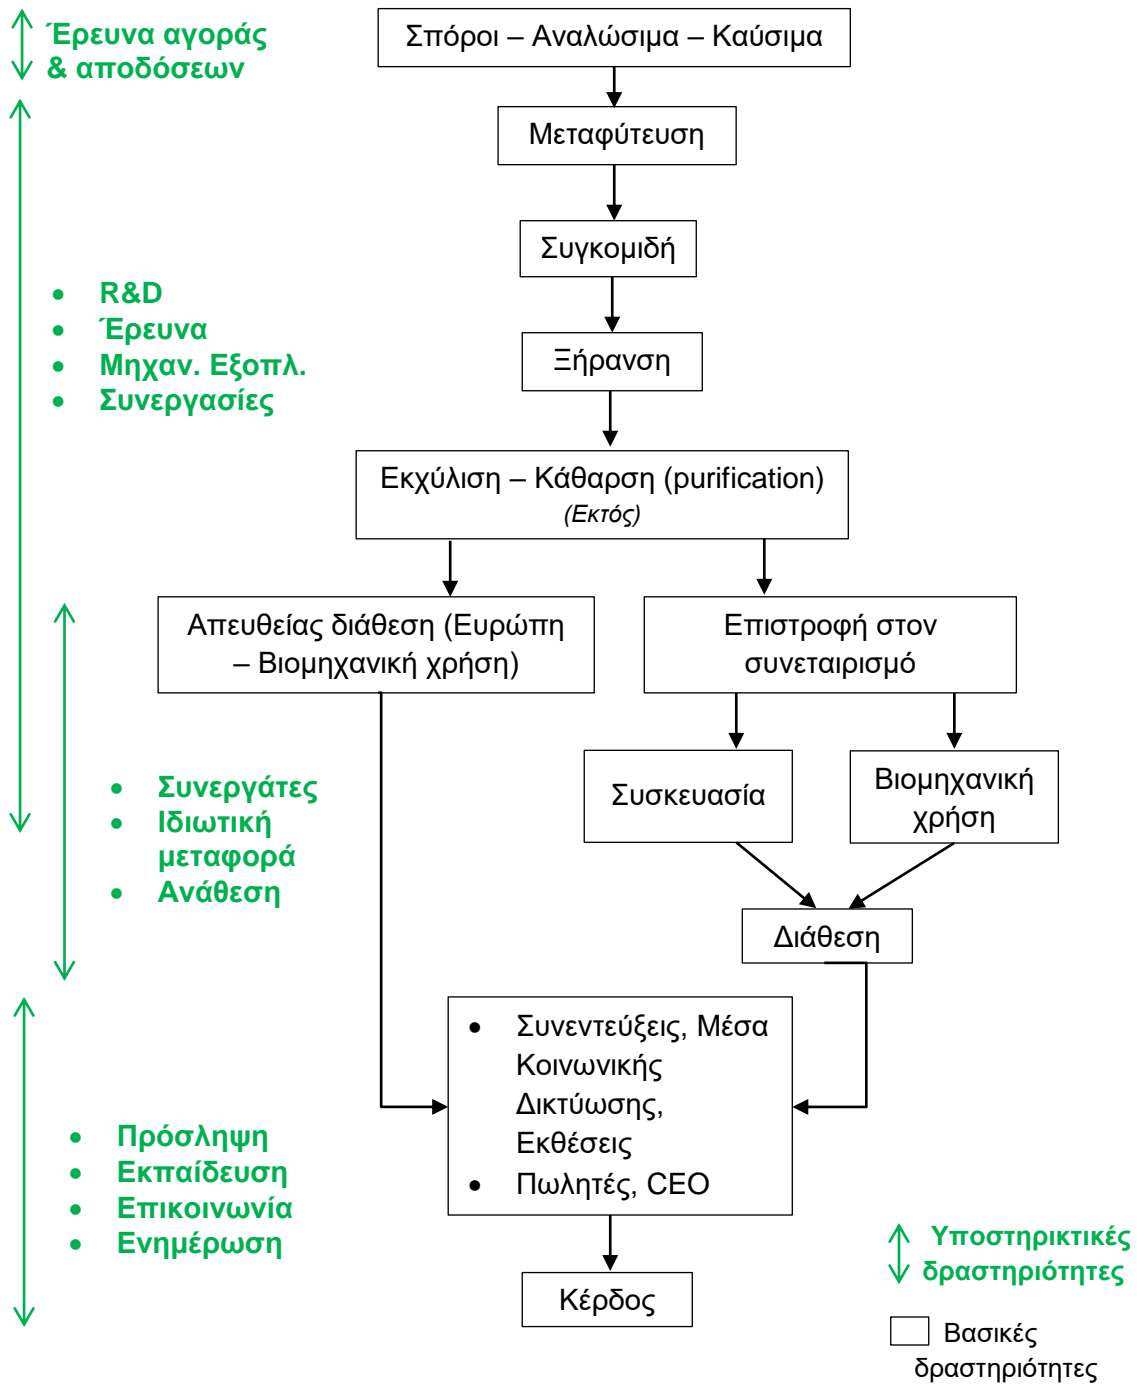 Έρευνα αγοράς
& αποδόσεων
Σπόροι – Αναλώσιμα – Καύσιμα
Μεταφύτευση
Συγκομιδή
• R&D
• Έρευνα
• Μηχαν. Εξοπλ.
• Συνεργασίες
Ξήρανση
Εκχύλιση – Κάθαρση (purification)
(Εκτός)
Απευθείας διάθεση (Ευρώπη
– Βιομηχανική χρήση)
Επιστροφή στον
συνεταιρισμό
• Συνεργάτες
• Ιδιωτική
μεταφορά
• Ανάθεση
Συσκευασία
Βιομηχανική
χρήση
Διάθεση
• Συνεντεύξεις, Μέσα
Κοινωνικής
Δικτύωσης,
Εκθέσεις
• Πωλητές, CEO
• Πρόσληψη
• Εκπαίδευση
• Επικοινωνία
• Ενημέρωση
Κέρδος
Υποστηρικτικές
δραστηριότητες
Βασικές
δραστηριότητες